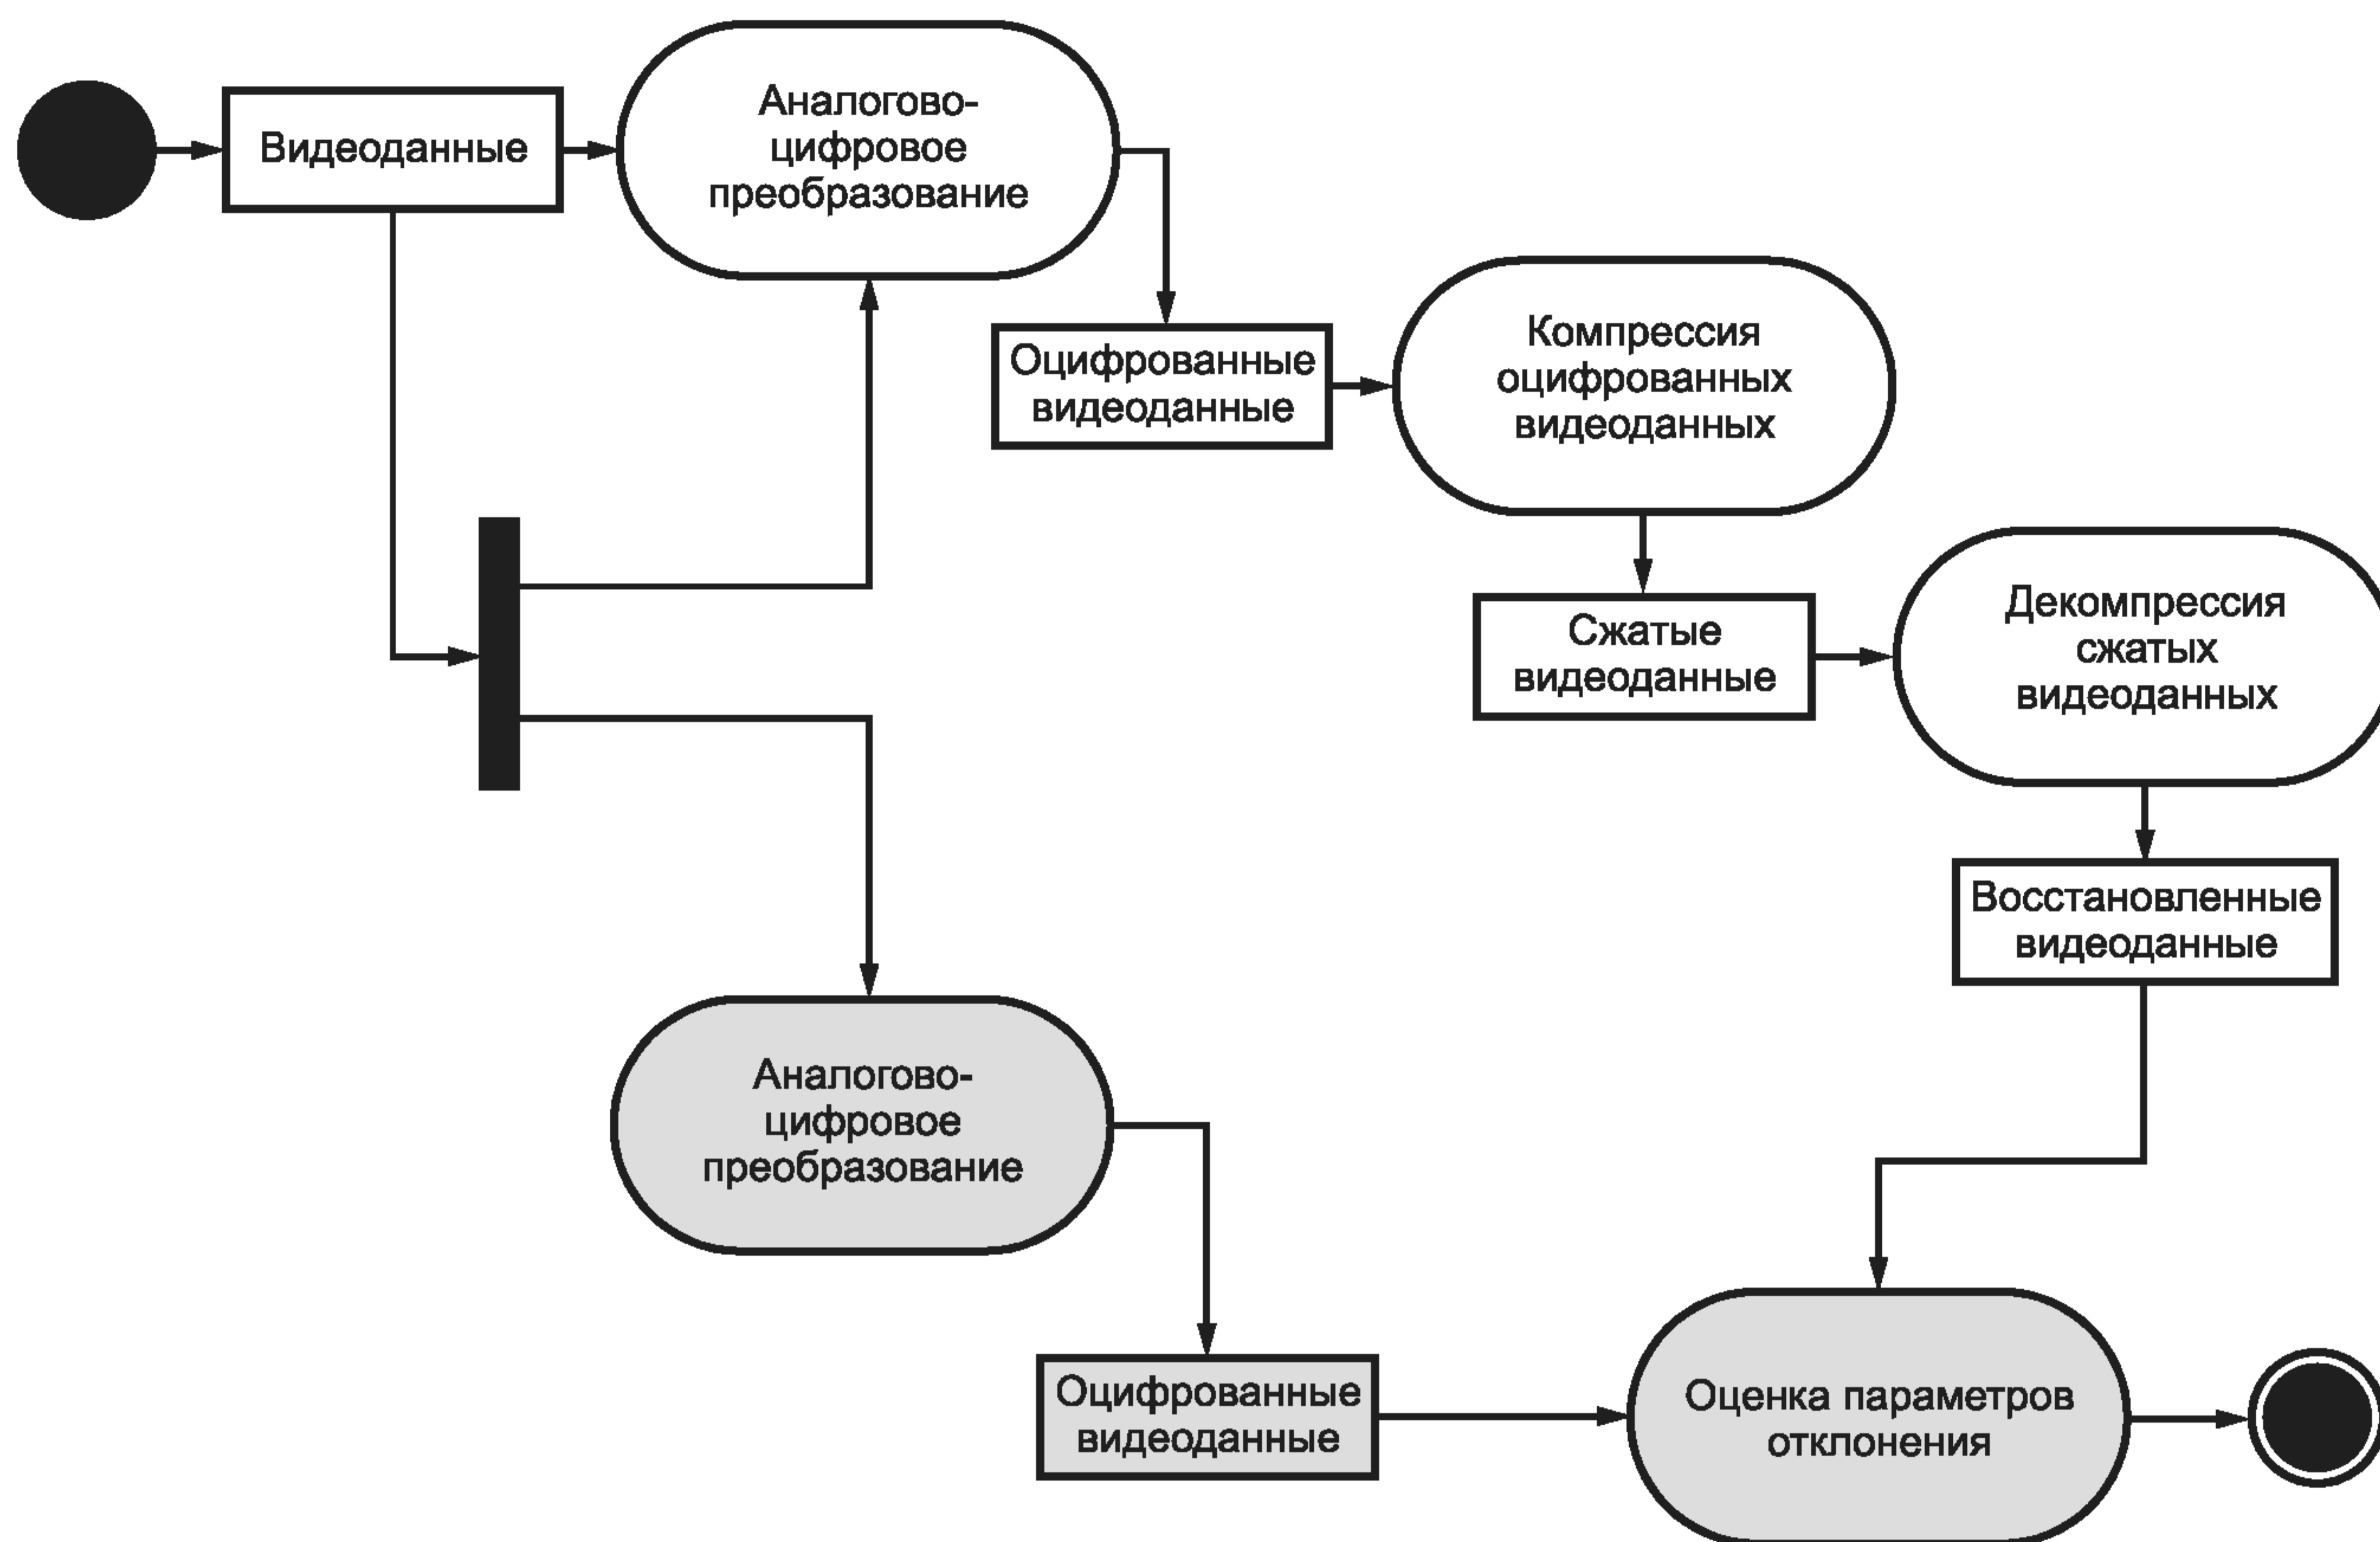 Видеоданные
Аналогово-
цифровое
преобразование
Оцифрованные
видеоданные
Компрессия
оцифрованных
видеоданных
Сжатые
видеоданные
Декомпрессия
сжатых
видеоданных
Восстановленные
видеоданные
Аналогово-
цифровое
преобразование
Оцифрованные
видеоданные
Оценка параметров
отклонения